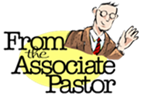 From
the
Associate
Pastor